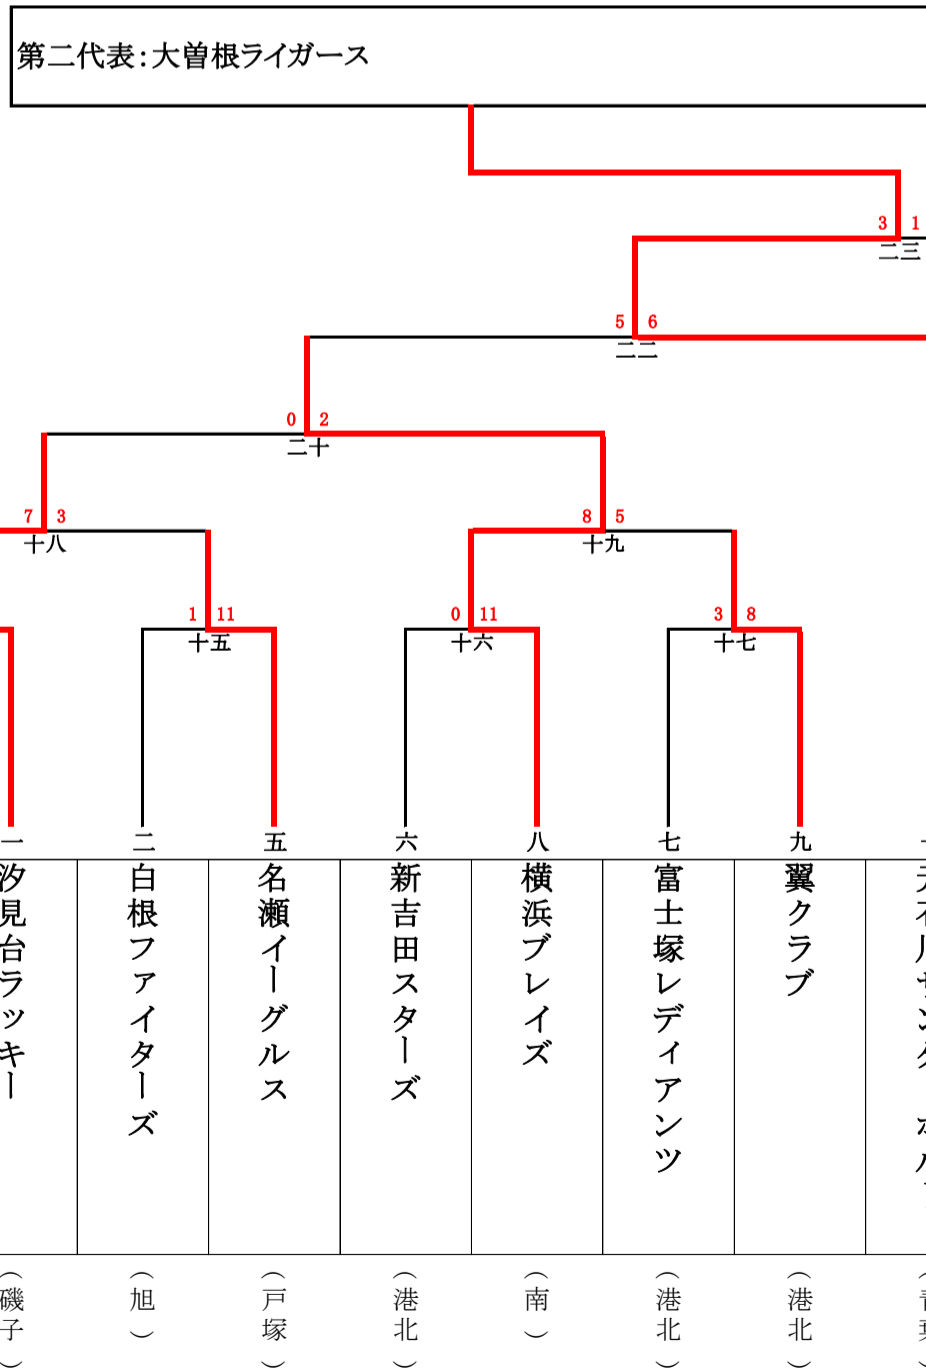 第二代表：大曽根ライガース
3 1
二三
5 6
二二
0 2
二十
7 3
十八
8 5
十九
1 11
十五
0 11
十六
3 8
十七
一
汐見台ラッキー
（磯子）
二
白根ファイターズ
（旭）
五
名瀬イーグルス
（戸塚）
六
新吉田スターズ
（港北）
八
横浜ブレイズ
（南）
七
富士塚レディアンツ
（港北）
九
翼クラブ
（港北）
（青葉）